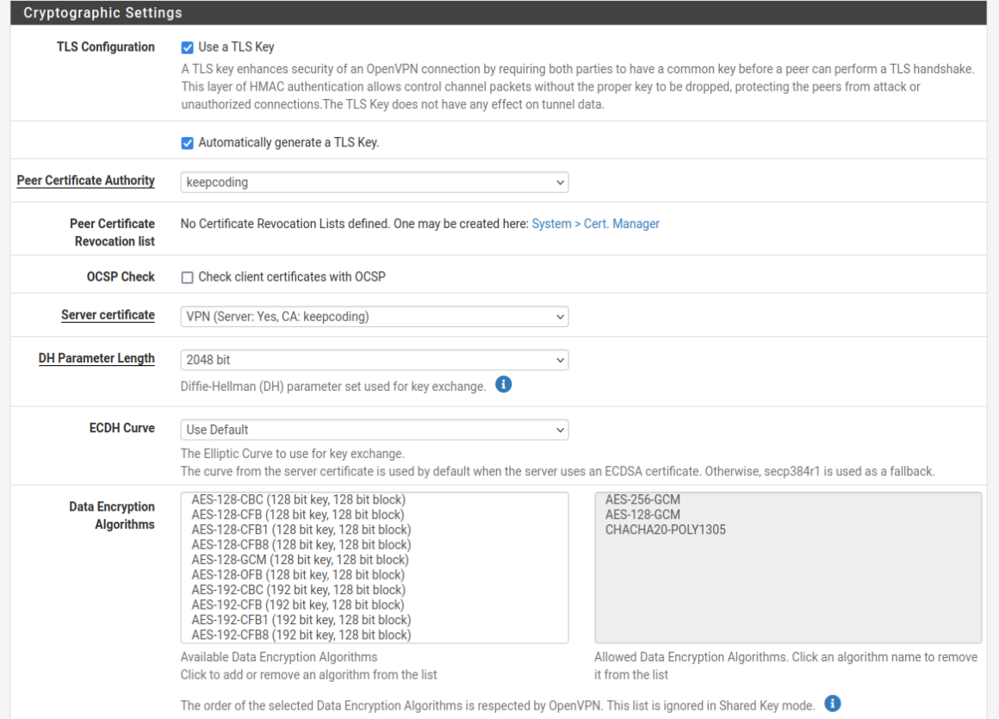 Cryptographic Settings
TLS Configuration
Use a TLS Key
A TLS key enhances security of an OpenVPN connection by requiring both parties to have a common key before a peer can perform a TLS handshake.
This layer of HMAC authentication allows control channel packets without the proper key to be dropped, protecting the peers from attack or
unauthorized connections.The TLS Key does not have any effect on tunnel data.
Automatically generate a TLS Key.
Peer Certificate Authority
keepcoding
Peer Certificate
Revocation list
No Certificate Revocation Lists defined. One may be created here: System > Cert. Manager
OCSP Check
Check client certificates with OCSP
Server certificate
VPN (Server: Yes, CA: keepcoding)
DH Parameter Length
2048 bit
Diffie-Hellman (DH) parameter set used for key exchange.
ECDH Curve
Use Default
The Elliptic Curve to use for key exchange.
The curve from the server certificate is used by default when the server uses an ECDSA certificate. Otherwise, secp384r1 is used as a fallback.
Data Encryption
Algorithms
AES-128-CBC (128 bit key, 128 bit block)
AES-128-CFB (128 bit key, 128 bit block)
AES-128-CFB1 (128 bit key, 128 bit block)
AES-128-CFB8 (128 bit key, 128 bit block)
AES-128-GCM (128 bit key, 128 bit block)
AES-128-OFB (128 bit key, 128 bit block)
AES-192-CBC (192 bit key, 128 bit block)
AES-192-CFB (192 bit key, 128 bit block)
AES-192-CFB1 (192 bit key, 128 bit block)
AES-192-CFB8 (192 bit key, 128 bit block)
Available Data Encryption Algorithms
Click to add or remove an algorithm from the list
AES-256-GCM
AES-128-GCM
CHACHA20-POLY1305
Allowed Data Encryption Algorithms. Click an algorithm name to remove
it from the list
The order of the selected Data Encryption Algorithms is respected by OpenVPN. This list is ignored in Shared Key mode.